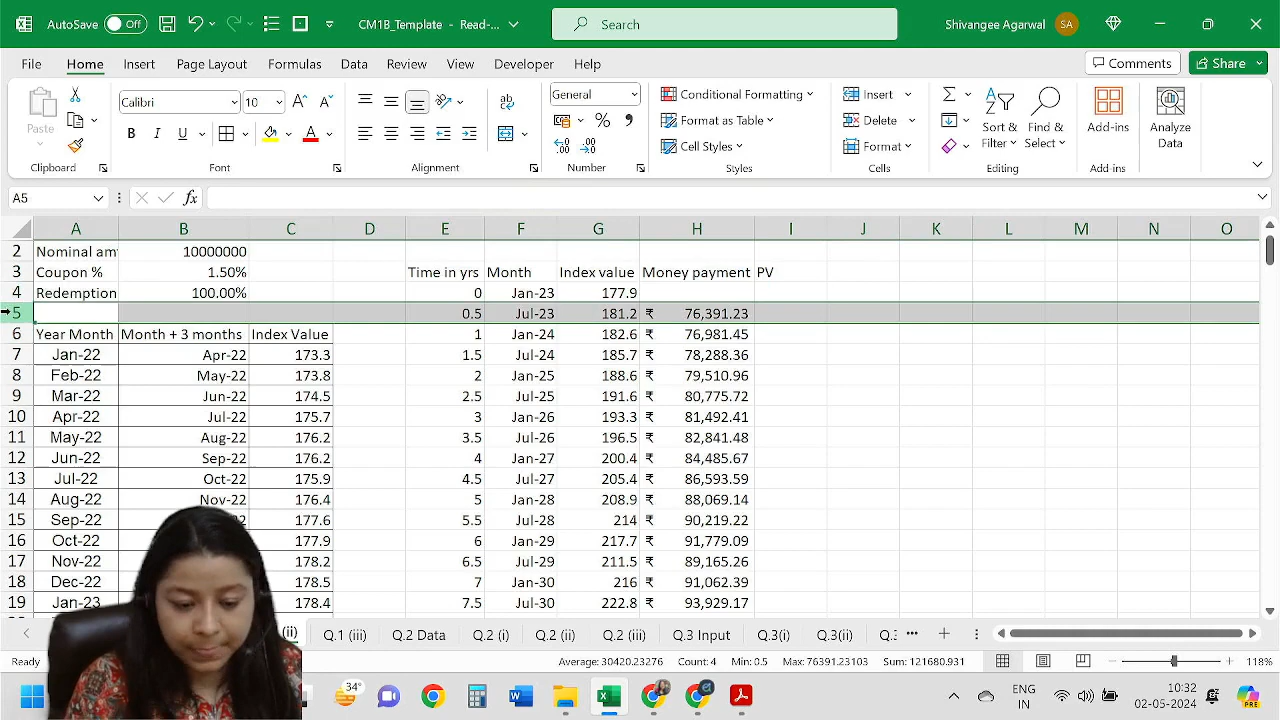 AutoSave Off CM1B_Template - Read-... Search Shivangee Agarwal SA
File Home Insert Page Layout Formulas Data Review View Developer Help Comments Share
Paste Calibri 10 General Conditional Formatting Insert Sort & Find & Add-ins Analyze
B I U Format as Table Delete Filter Select Data
Cell Styles Format
Clipboard Font Alignment Number Styles Cells Editing Add-ins
A5 fx
A B C D E F G H I J K L M N O
2 Nominal am 10000000
3 Coupon % 1.50% Time in yrs Month Index value Money payment PV
4 Redemption 100.00% 0 Jan-23 177.9
5 0.5 Jul-23 181.2 ₹ 76,391.23
6 Year Month Month + 3 months Index Value 1 Jan-24 182.6 ₹ 76,981.45
7 Jan-22 Apr-22 173.3 1.5 Jul-24 185.7 ₹ 78,288.36
8 Feb-22 May-22 173.8 2 Jan-25 188.6 ₹ 79,510.96
9 Mar-22 Jun-22 174.5 2.5 Jul-25 191.6 ₹ 80,775.72
10 Apr-22 Jul-22 175.7 3 Jan-26 193.3 ₹ 81,492.41
11 May-22 Aug-22 176.2 3.5 Jul-26 196.5 ₹ 82,841.48
12 Jun-22 Sep-22 176.2 4 Jan-27 200.4 ₹ 84,485.67
13 Jul-22 Oct-22 175.9 4.5 Jul-27 205.4 ₹ 86,593.59
14 Aug-22 Nov-22 176.4 5 Jan-28 208.9 ₹ 88,069.14
15 Sep-22 177.6 5.5 Jul-28 214 ₹ 90,219.22
16 Oct-22 177.9 6 Jan-29 217.7 ₹ 91,779.09
17 Nov-22 178.2 6.5 Jul-29 211.5 ₹ 89,165.26
18 Dec-22 178.5 7 Jan-30 216 ₹ 91,062.39
19 Jan-23 178.4 7.5 Jul-30 222.8 ₹ 93,929.17
(ii) Q.1 (iii) Q.2 Data Q.2 (i) Q.2 (ii) Q.2 (iii) Q.3 Input Q.3(i) Q.3(ii) Q.:
Ready Average: 30420.23276 Count: 4 Min: 0.5 Max: 76391.23103 Sum: 121680.931 118%
34° ENG IN 10:32 02-05-2024 PRE